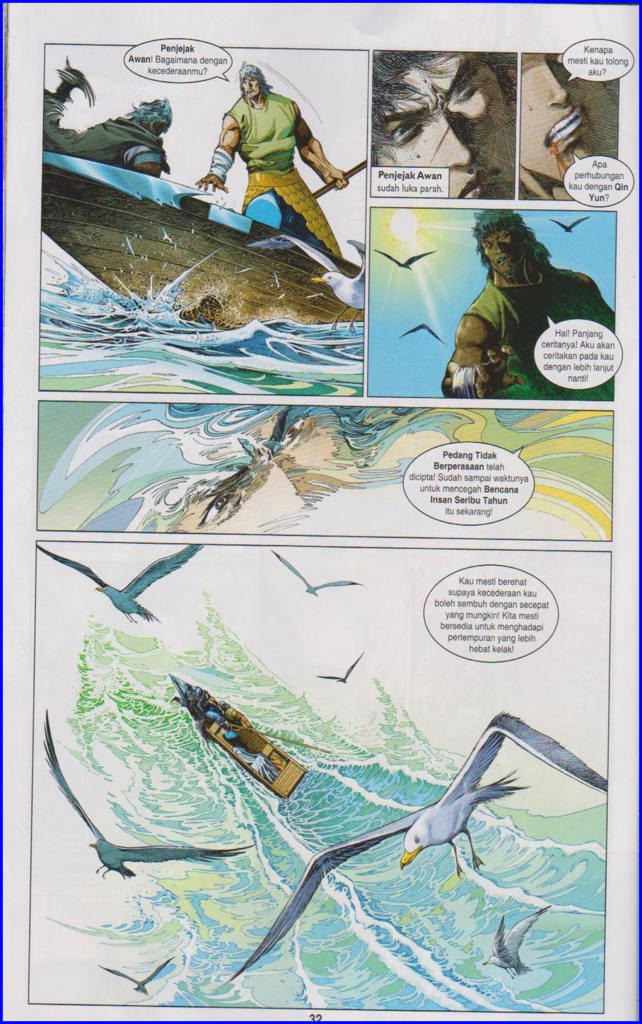 Penjejak
Awan! Bagaimana dengan
kecederaanmu?
Penjejak Awan
sudah luka parah.
Kenapa
mesti kau tolong
aku?
Apa
perhubungan
kau dengan Qin
Yun?
Hai! Panjang
ceritanya! Aku akan
ceritakan pada kau
dengan lebih lanjut
nanti!
Pedang Tidak
Berperasaan telah
dicipta! Sudah sampai waktunya
untuk mencegah Bencana
Insan Seribu Tahun
itu sekarang!
Kau mesti berehat
supaya kecederaan kau
boleh sembuh dengan secepat
yang mungkin! Kita mesti
bersedia untuk menghadapi
pertempuran yang lebih
hebat kelak!
32